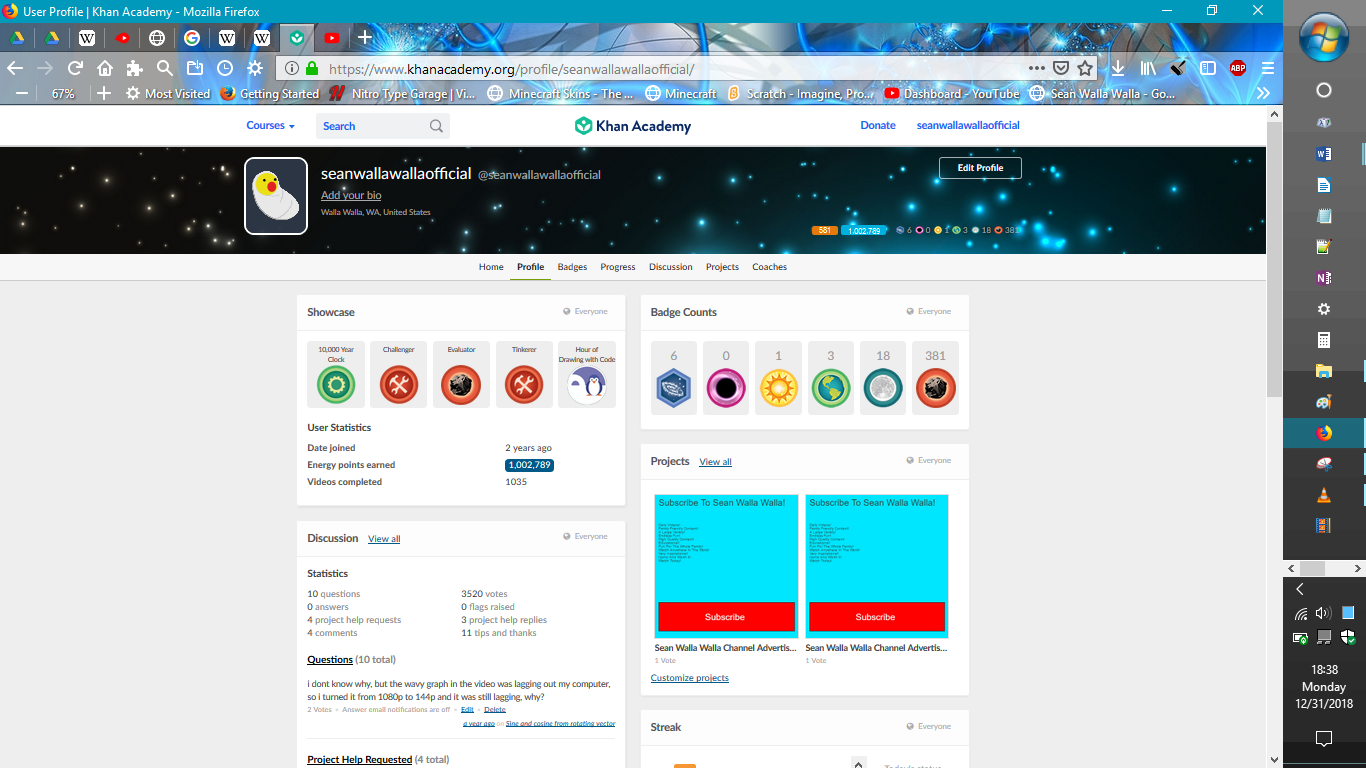 User Profile | Khan Academy - Mozilla Firefox
https://www.khanacademy.org/profile/seanwallawallaofficial/
67%
Most Visited
Getting Started
Nitro Type Garage | Vi...
Minecraft Skins - The ...
Minecraft
Scratch - Imagine, Pro...
Dashboard - YouTube
Sean Walla Walla - Go...
Courses
Search
Khan Academy
Donate
seanwallawallaofficial
seanwallawallaofficial @seanwallawallaofficial
Add your bio
Walla Walla, WA, United States
Edit Profile
581 1,002,789 6 0 1 3 18 381
Home Profile Badges Progress Discussion Projects Coaches
Showcase
Everyone
10,000 Year Clock
Challenger
Evaluator
Tinkerer
Hour of Drawing with Code
User Statistics
Date joined 2 years ago
Energy points earned 1,002,789
Videos completed 1035
Badge Counts
Everyone
6 0 1 3 18 381
Discussion View all
Everyone
Statistics
10 questions 3520 votes
0 answers 0 flags raised
4 project help requests 3 project help replies
4 comments 11 tips and thanks
Questions (10 total)
i dont know why, but the wavy graph in the video was lagging out my computer,
so i turned it from 1080p to 144p and it was still lagging, why?
2 Votes • Answer email notifications are off • Edit • Delete
a year ago on Sine and cosine from rotating vector
Project Help Requested (4 total)
Projects View all
Everyone
Subscribe To Sean Walla Walla!
Subscribe
Sean Walla Walla Channel Advertis...
1 Vote
Subscribe To Sean Walla Walla!
Subscribe
Sean Walla Walla Channel Advertis...
1 Vote
Customize projects
Streak
Everyone
Today's status
ABP
18:38
Monday
12/31/2018